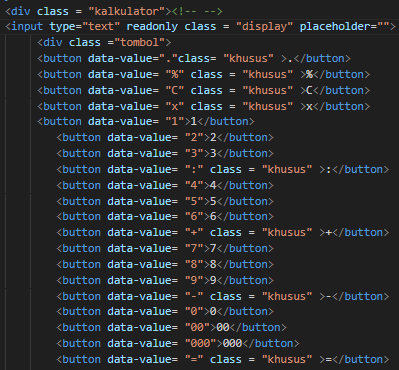 <div class = "kalkulator"><!-- -->
<input type="text" readonly class = "display" placeholder="">
<div class ="tombol">
<button data-value="."class= "khusus" >.</button>
<button data-value= "%" class = "khusus" >%</button>
<button data-value= "C" class = "khusus" >C</button>
<button data-value= "x" class = "khusus" >x</button>
<button data-value= "1">1</button>
<button data-value= "2">2</button>
<button data-value= "3">3</button>
<button data-value= ":" class = "khusus" >:</button>
<button data-value= "4">4</button>
<button data-value= "5">5</button>
<button data-value= "6">6</button>
<button data-value= "+" class = "khusus" >+</button>
<button data-value= "7">7</button>
<button data-value= "8">8</button>
<button data-value= "9">9</button>
<button data-value= "-" class = "khusus" >-</button>
<button data-value= "0">0</button>
<button data-value= "00">00</button>
<button data-value= "000">000</button>
<button data-value= "=" class = "khusus" >=</button>